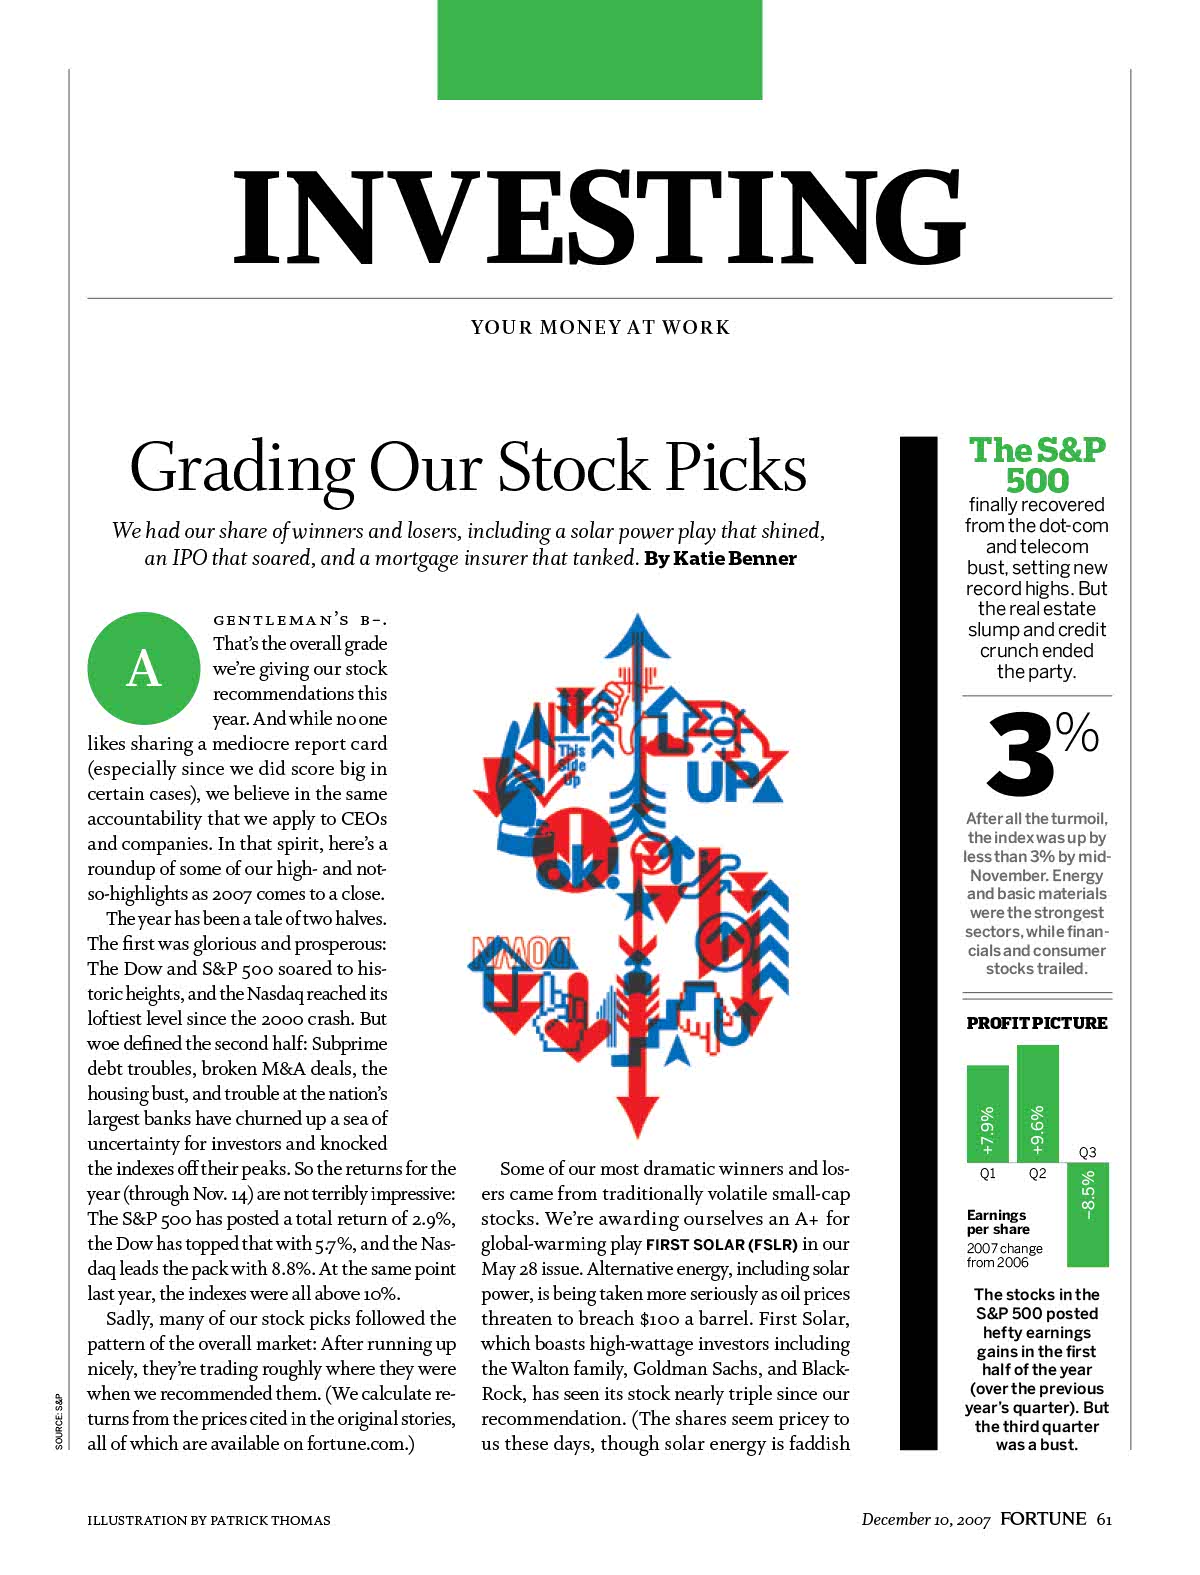 INVESTING
YOUR MONEY AT WORK
Grading Our Stock Picks
We had our share of winners and losers, including a solar power play that shined,
an IPO that soared, and a mortgage insurer that tanked. By Katie Benner
A
GENTLEMAN'S B–.
That's the overall grade
we're giving our stock
recommendations this
year. And while no one
likes sharing a mediocre report card
(especially since we did score big in
certain cases), we believe in the same
accountability that we apply to CEOs
and companies. In that spirit, here's a
roundup of some of our high- and not-
so-highlights as 2007 comes to a close.
The year has been a tale of two halves.
The first was glorious and prosperous:
The Dow and S&P 500 soared to his-
toric heights, and the Nasdaq reached its
loftiest level since the 2000 crash. But
woe defined the second half: Subprime
debt troubles, broken M&A deals, the
housing bust, and trouble at the nation's
largest banks have churned up a sea of
uncertainty for investors and knocked
the indexes off their peaks. So the returns for the
year (through Nov. 14) are not terribly impressive:
The S&P 500 has posted a total return of 2.9%,
the Dow has topped that with 5.7%, and the Nas-
daq leads the pack with 8.8%. At the same point
last year, the indexes were all above 10%.
Sadly, many of our stock picks followed the
pattern of the overall market: After running up
nicely, they're trading roughly where they were
when we recommended them. (We calculate re-
turns from the prices cited in the original stories,
all of which are available on fortune.com.)
This
Side
Up
UP
ok!
DOWN
Some of our most dramatic winners and los-
ers came from traditionally volatile small-cap
stocks. We're awarding ourselves an A+ for
global-warming play FIRST SOLAR (FSLR) in our
May 28 issue. Alternative energy, including solar
power, is being taken more seriously as oil prices
threaten to breach $100 a barrel. First Solar,
which boasts high-wattage investors including
the Walton family, Goldman Sachs, and Black-
Rock, has seen its stock nearly triple since our
recommendation. (The shares seem pricey to
us these days, though solar energy is faddish
The S&P
500
finally recovered
from the dot-com
and telecom
bust, setting new
record highs. But
the real estate
slump and credit
crunch ended
the party.
3%
After all the turmoil,
the index was up by
less than 3% by mid-
November. Energy
and basic materials
were the strongest
sectors, while finan-
cials and consumer
stocks trailed.
PROFIT PICTURE
+7.9%
+9.6%
Q3
Q1
Q2
–8.5%
Earnings
per share
2007 change
from 2006
The stocks in the
S&P 500 posted
hefty earnings
gains in the first
half of the year
(over the previous
year's quarter). But
the third quarter
was a bust.
SOURCE: S&P
ILLUSTRATION BY PATRICK THOMAS
December 10, 2007 FORTUNE 61